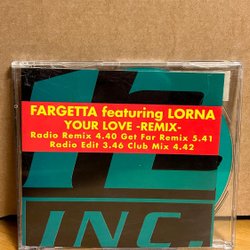 FARGETTA featuring LORNA
YOUR LOVE -REMIX-
Radio Remix 4.40 Get Far Remix 5.41
Radio Edit 3.46 Club Mix 4.42
12
INC.